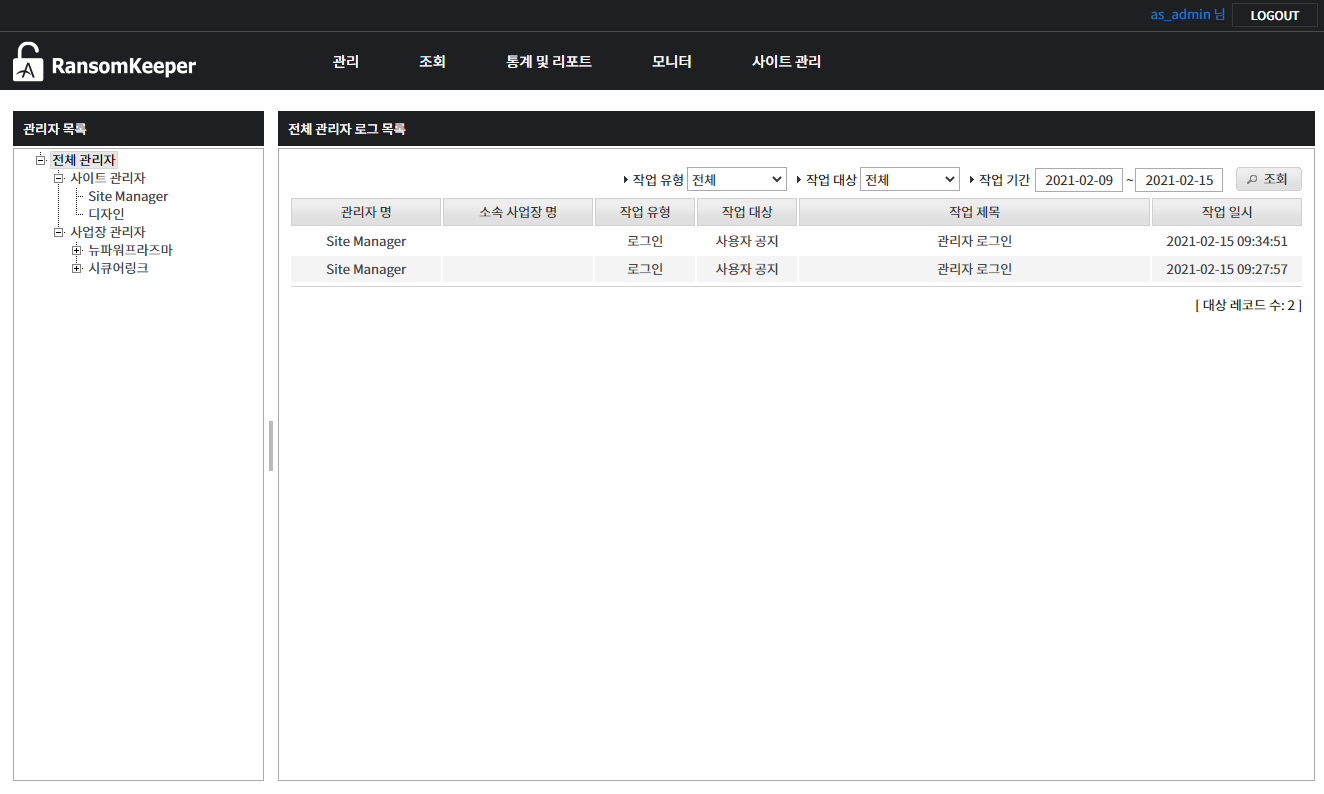 as_admin 님 LOGOUT
RansomKeeper 관리 조회 통계 및 리포트 모니터 사이트 관리
관리자 목록
전체 관리자
사이트 관리자
Site Manager
디자인
사업장 관리자
뉴파워프라즈마
시큐어링크
전체 관리자 로그 목록
작업 유형 전체 작업 대상 전체 작업 기간 2021-02-09 ~ 2021-02-15 조회
관리자 명 소속 사업장 명 작업 유형 작업 대상 작업 제목 작업 일시
Site Manager 로그인 사용자 공지 관리자 로그인 2021-02-15 09:34:51
Site Manager 로그인 사용자 공지 관리자 로그인 2021-02-15 09:27:57
[ 대상 레코드 수: 2 ]